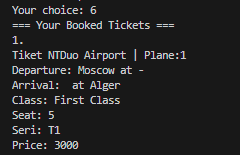 Your choice: 6
=== Your Booked Tickets ===
1.
Tiket NTDuo Airport | Plane:1
Departure: Moscow at -
Arrival:  at Alger
Class: First Class
Seat: 5
Seri: T1
Price: 3000